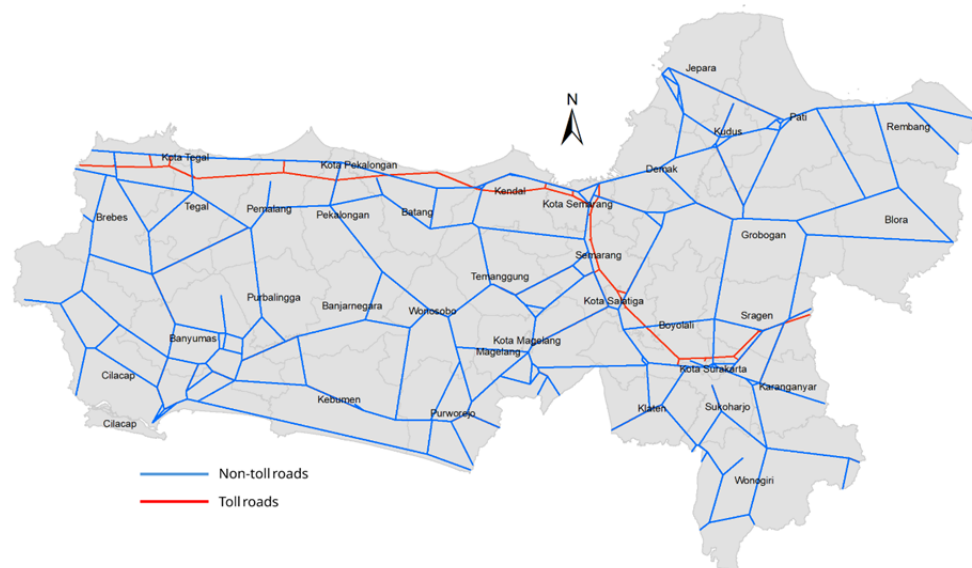 N
Jepara
Kudus
Pati
Rembang
Kota Tegal
Kota Pekalongan
Demak
Kendal
Kota Semarang
Brebes
Tegal
Pemalang
Pekalongan
Batang
Blora
Grobogan
Semarang
Temanggung
Purbalingga
Banjarnegara
Wonosobo
Kota Salatiga
Sragen
Boyolali
Banyumas
Kota Magelang
Magelang
Kota Surakarta
Cilacap
Karanganyar
Kebumen
Purworejo
Klaten
Sukoharjo
Cilacap
Non-toll roads
Wonogiri
Toll roads